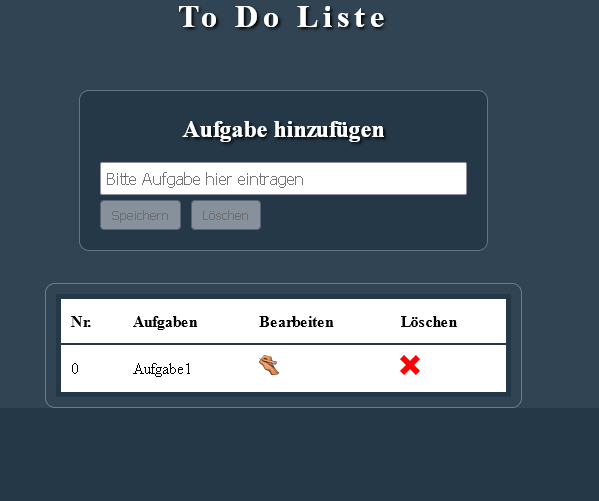 To Do Liste
Aufgabe hinzufügen
Bitte Aufgabe hier eintragen
Speichern Löschen
Nr. Aufgaben Bearbeiten Löschen
0 Aufgabe1